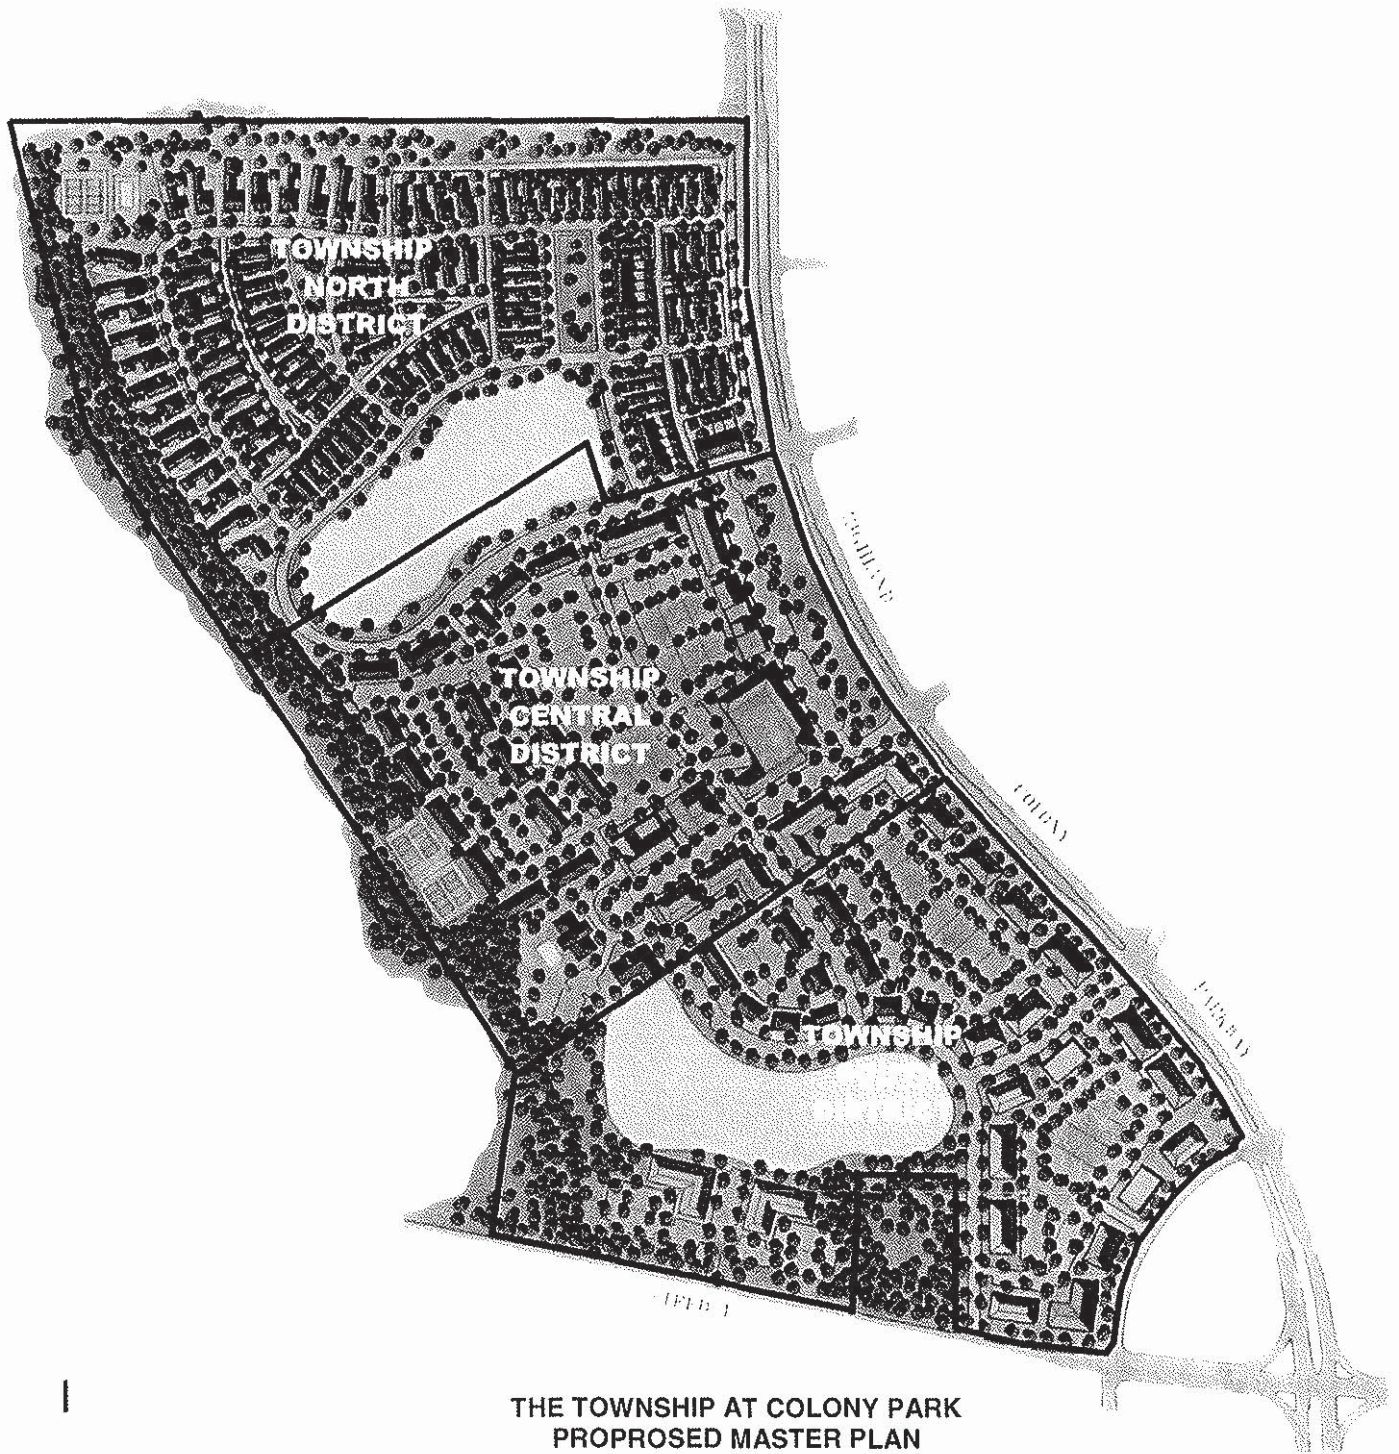 TOWNSHIP
NORTH
DISTRICT
HIGHLAND
TOWNSHIP
CENTRAL
DISTRICT
COLONY
PARKWAY
TOWNSHIP
THE TOWNSHIP AT COLONY PARK
PROPROSED MASTER PLAN